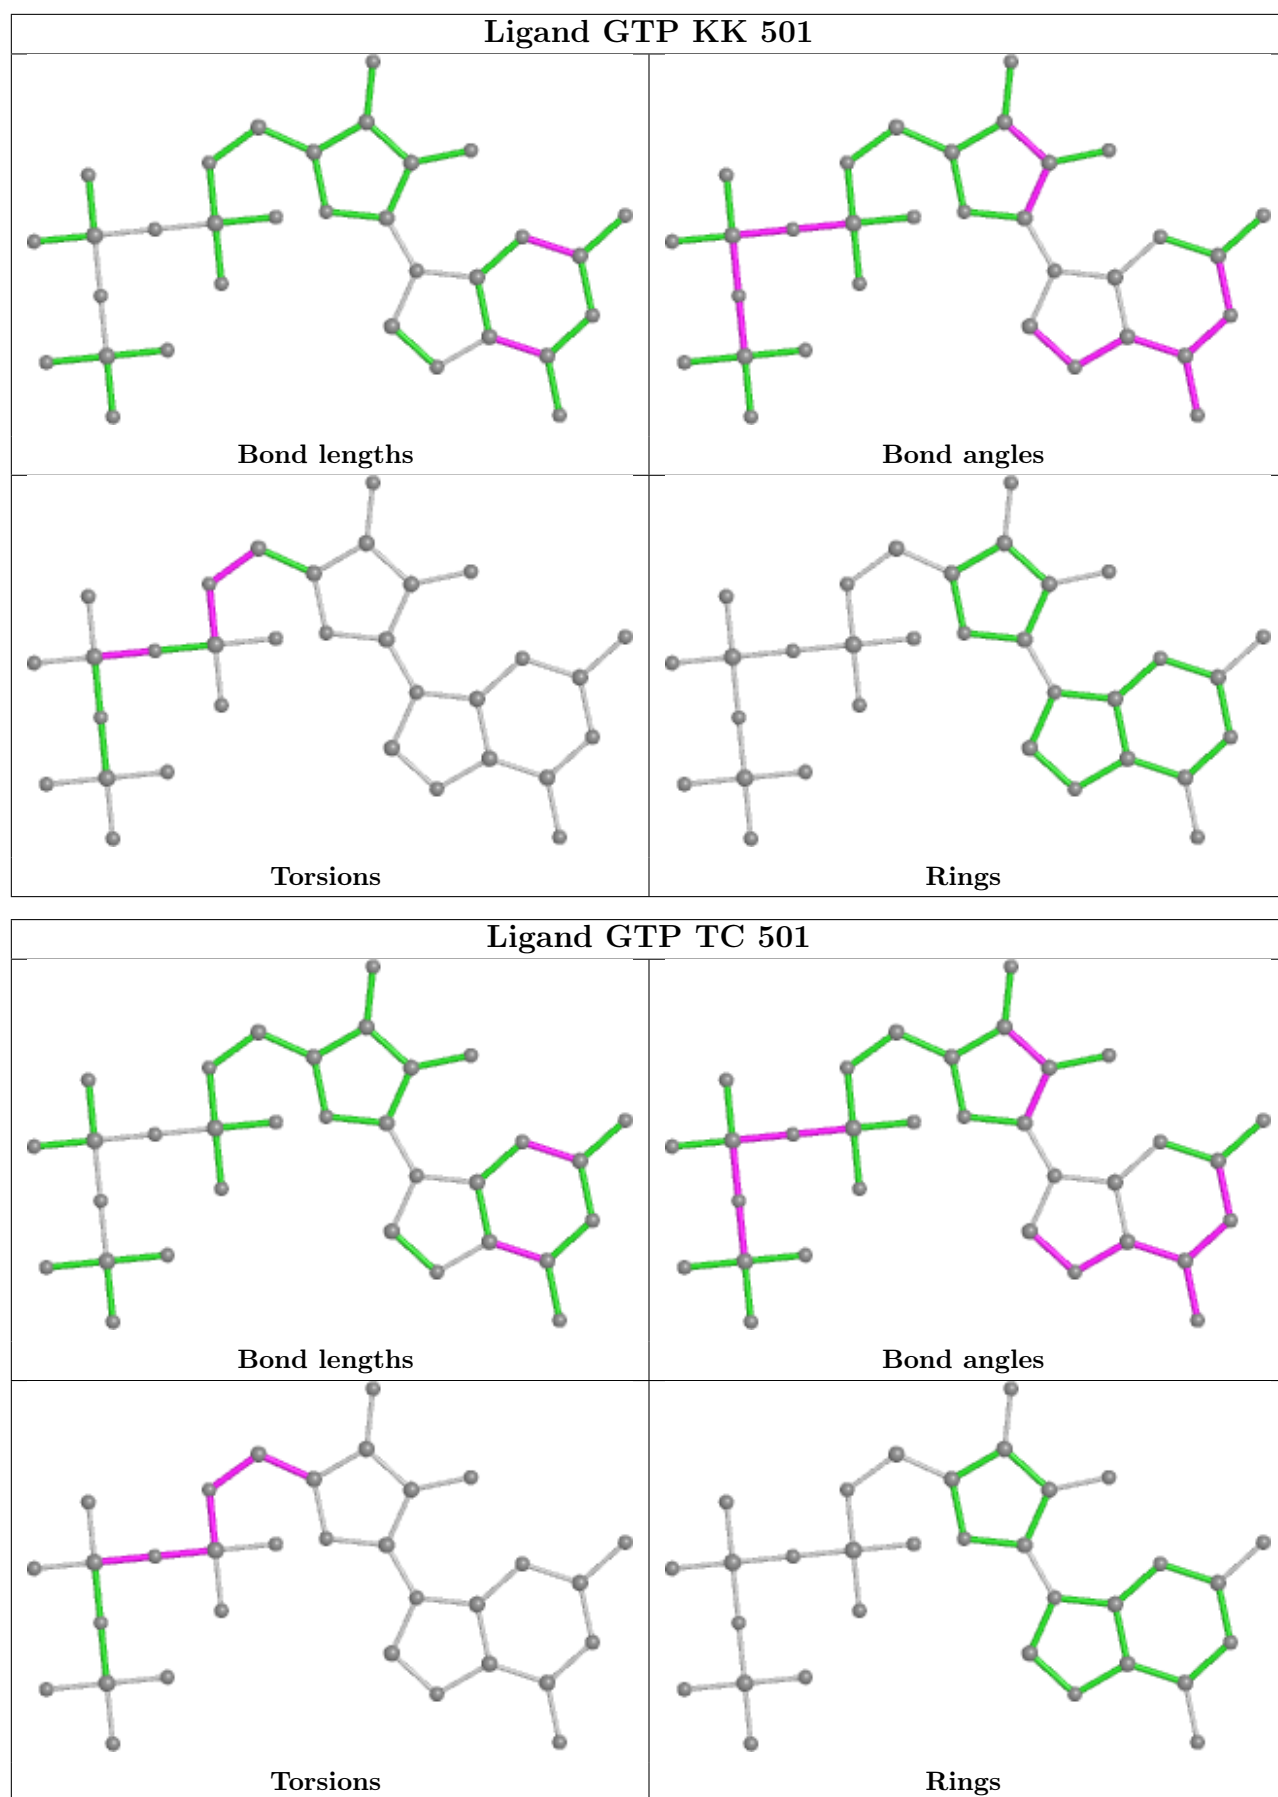 Ligand GTP KK 501
Bond lengths
Bond angles
Torsions
Rings
Ligand GTP TC 501
Bond lengths
Bond angles
Torsions
Rings